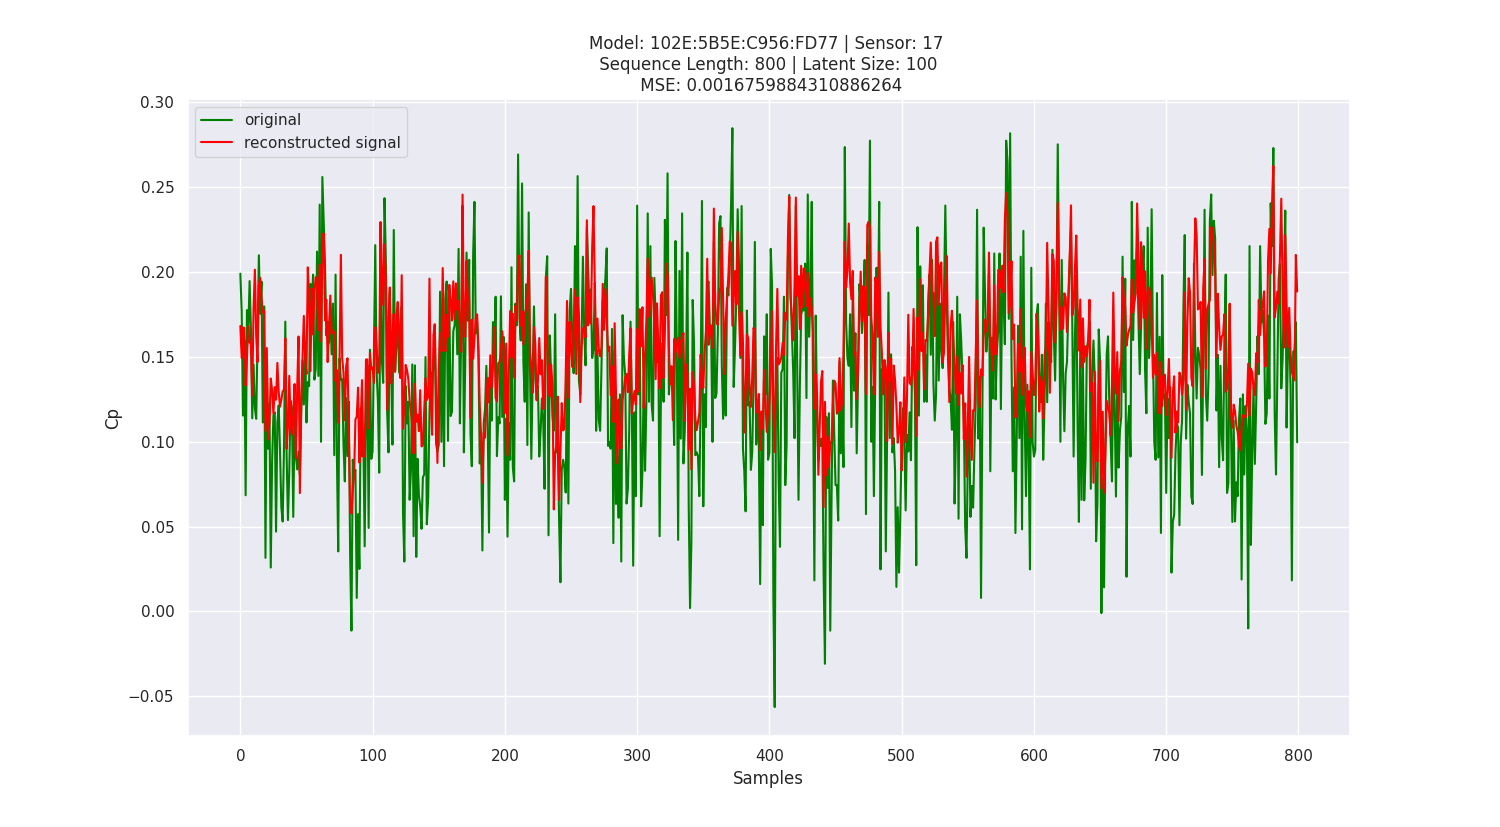 Model: 102E:5B5E:C956:FD77 | Sensor: 17
Sequence Length: 800 | Latent Size: 100
MSE: 0.0016759884310886264
original
reconstructed signal
0.30
0.25
0.20
0.15
0.10
0.05
0.00
−0.05
Cp
0 100 200 300 400 500 600 700 800
Samples